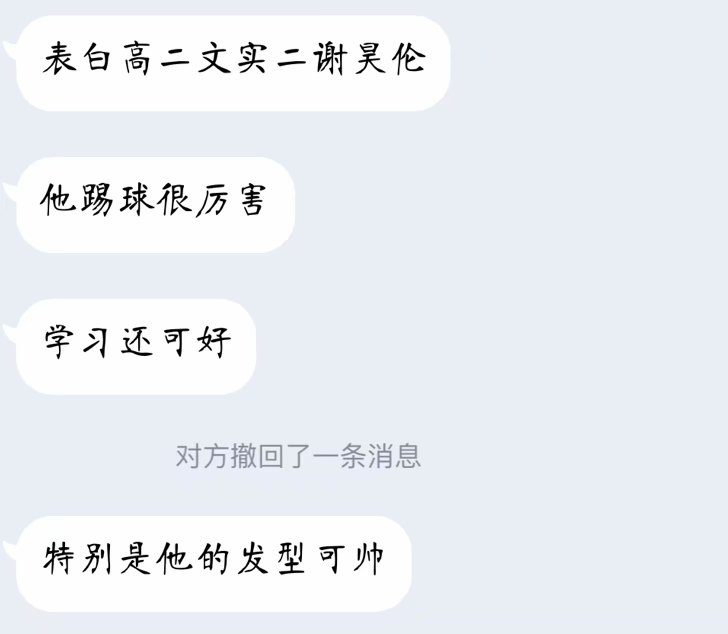 表白高二文实二谢昊伦
他踢球很厉害
学习还可好
对方撤回了一条消息
特别是他的发型可帅